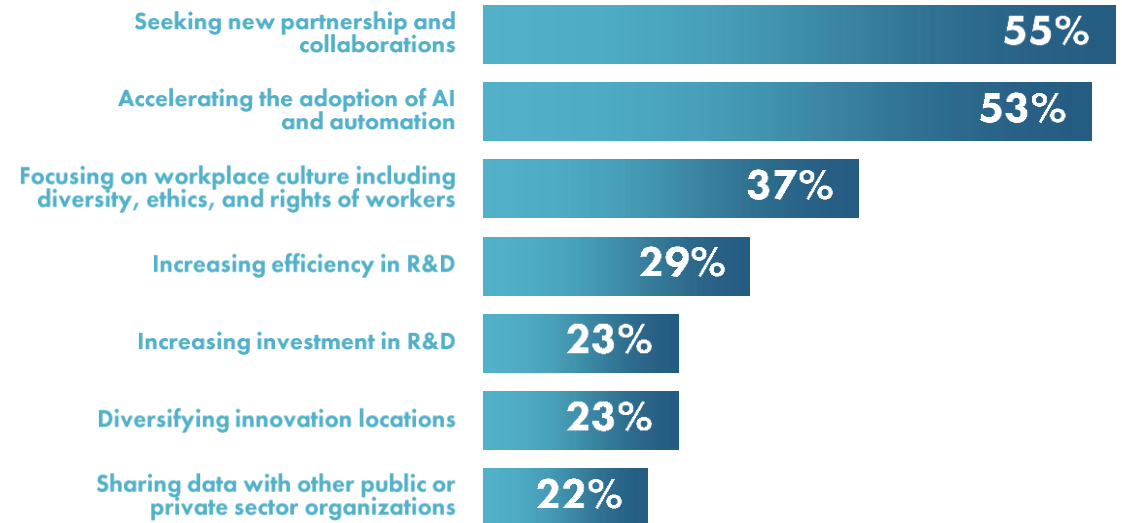 Seeking new partnership and
collaborations
55%
Accelerating the adoption of AI
and automation
53%
Focusing on workplace culture including
diversity, ethics, and rights of workers
37%
Increasing efficiency in R&D
29%
Increasing investment in R&D
23%
Diversifying innovation locations
23%
Sharing data with other public or
private sector organizations
22%